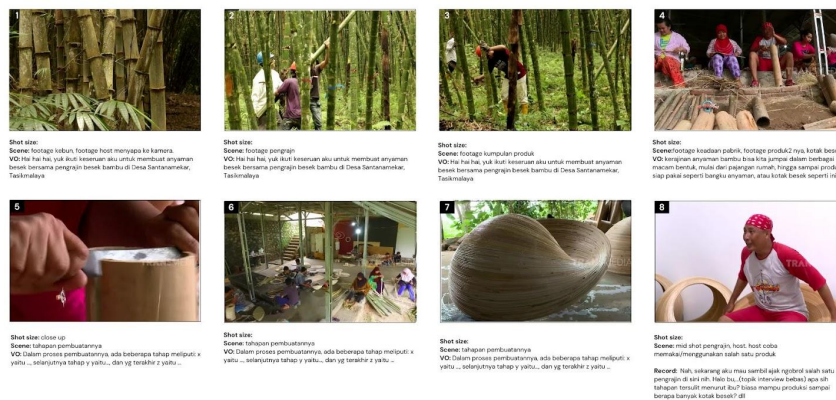 1
Shot size:
Scene: footage kebun, footage host menyapa ke kamera.
VO: Hai hai hai, yuk ikuti keseruan aku untuk membuat anyaman
besek bersama pengrajin besek bambu di Desa Santanamekar,
Tasikmalaya
2
Shot size:
Scene: footage pengrajn
VO: Hai hai hai, yuk ikuti keseruan aku untuk membuat anyaman
besek bersama pengrajin besek bambu di Desa Santanamekar,
Tasikmalaya
3
Shot size:
Scene: footage kumpulan produk
VO: Hai hai hai, yuk ikuti keseruan aku untuk membuat anyaman
besek bersama pengrajin besek bambu di Desa Santanamekar,
Tasikmalaya
4
Shot size:
Scene:footage keadaan pabrik, footage produk2 nya, kotak bese
VO: kerajinan anyaman bambu bisa kita jumpai dalam berbagai
macam bentuk, mulai dari pajangan rumah, hingga sampai produ
siap pakai seperti bangku anyaman, atau kotak besek seperti ini
5
Shot size: close up
Scene: tahapan pembuatannya
VO: Dalam proses pembuatannya, ada beberapa tahap meliputi: x
yaitu ..., selanjutnya tahap y yaitu..., dan yg terakhir z yaitu ...
6
Shot size:
Scene: tahapan pembuatannya
VO: Dalam proses pembuatannya, ada beberapa tahap meliputi: x
yaitu ..., selanjutnya tahap y yaitu..., dan yg terakhir z yaitu ...
7
Shot size:
Scene: tahapan pembuatannya
VO: Dalam proses pembuatannya, ada beberapa tahap meliputi: x
yaitu ..., selanjutnya tahap y yaitu..., dan yg terakhir z yaitu ...
8
Shot size:
Scene: mid shot pengrajin, host. host coba
memakai/menggunakan salah satu produk
Record: Nah, sekarang aku mau sambil ajak ngobrol salah satu
pengrajin di sini nih. Halo bu,..(topik interview bebas) apa sih
tahapan tersulit menurut ibu? biasa mampu produksi sampai
berapa banyak kotak besek? dll